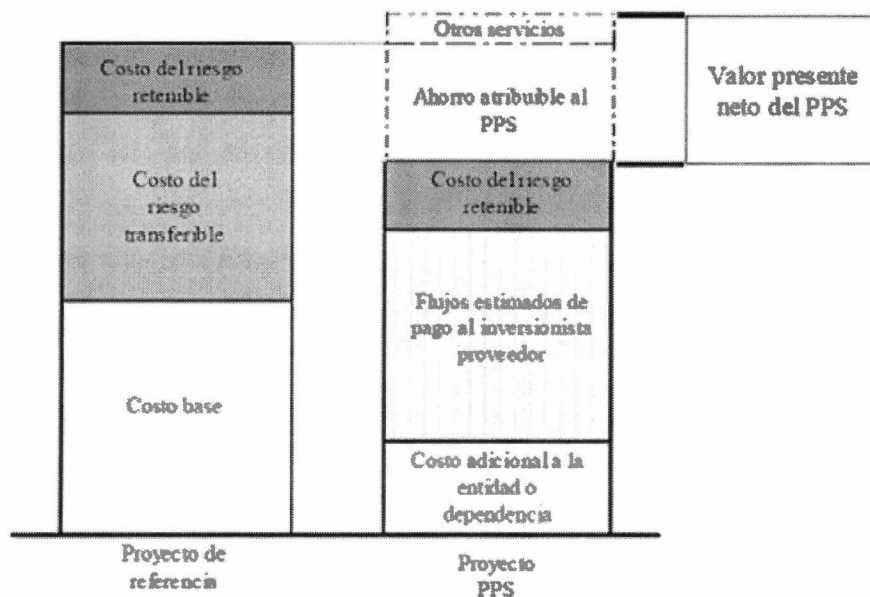 Costo del riesgo
retenible
Costo del
riesgo
transferible
Costo base
Proyecto de
referencia
Otros servicios
Ahorro atribuible al
PPS
Costo del riesgo
retenible
Flujos estimados de
pago al inversionista
proveedor
Costo adicional a la
entidad o
dependencia
Proyecto
PPS
Valor presente
neto del PPS